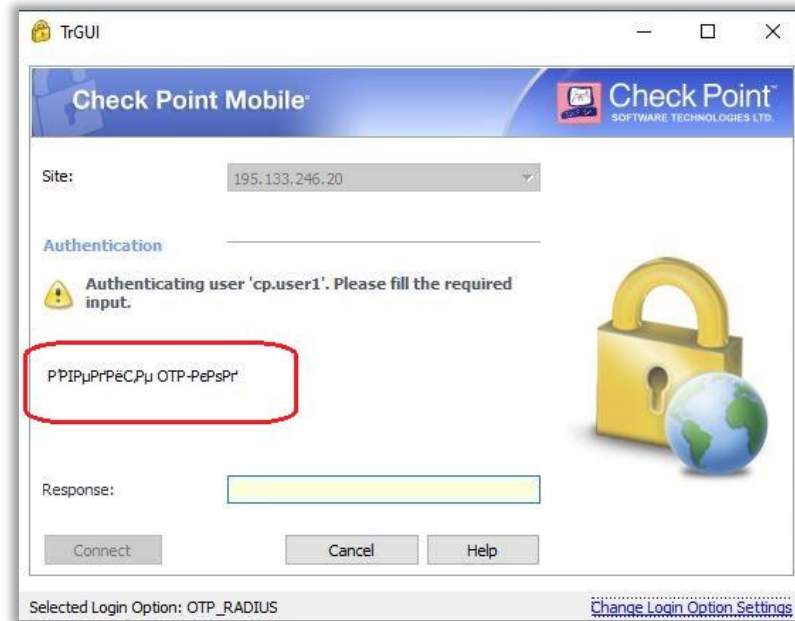 TrGUI
Check Point Mobile
Check Point™
SOFTWARE TECHNOLOGIES LTD.
Site:
195.133.246.20
Authentication
Authenticating user 'cp.user1'. Please fill the required
input.
Р’РІРµРґРёС‚Рµ OTP-РєРѕРґ
Response:
Connect
Cancel
Help
Selected Login Option: OTP_RADIUS
Change Login Option Settings